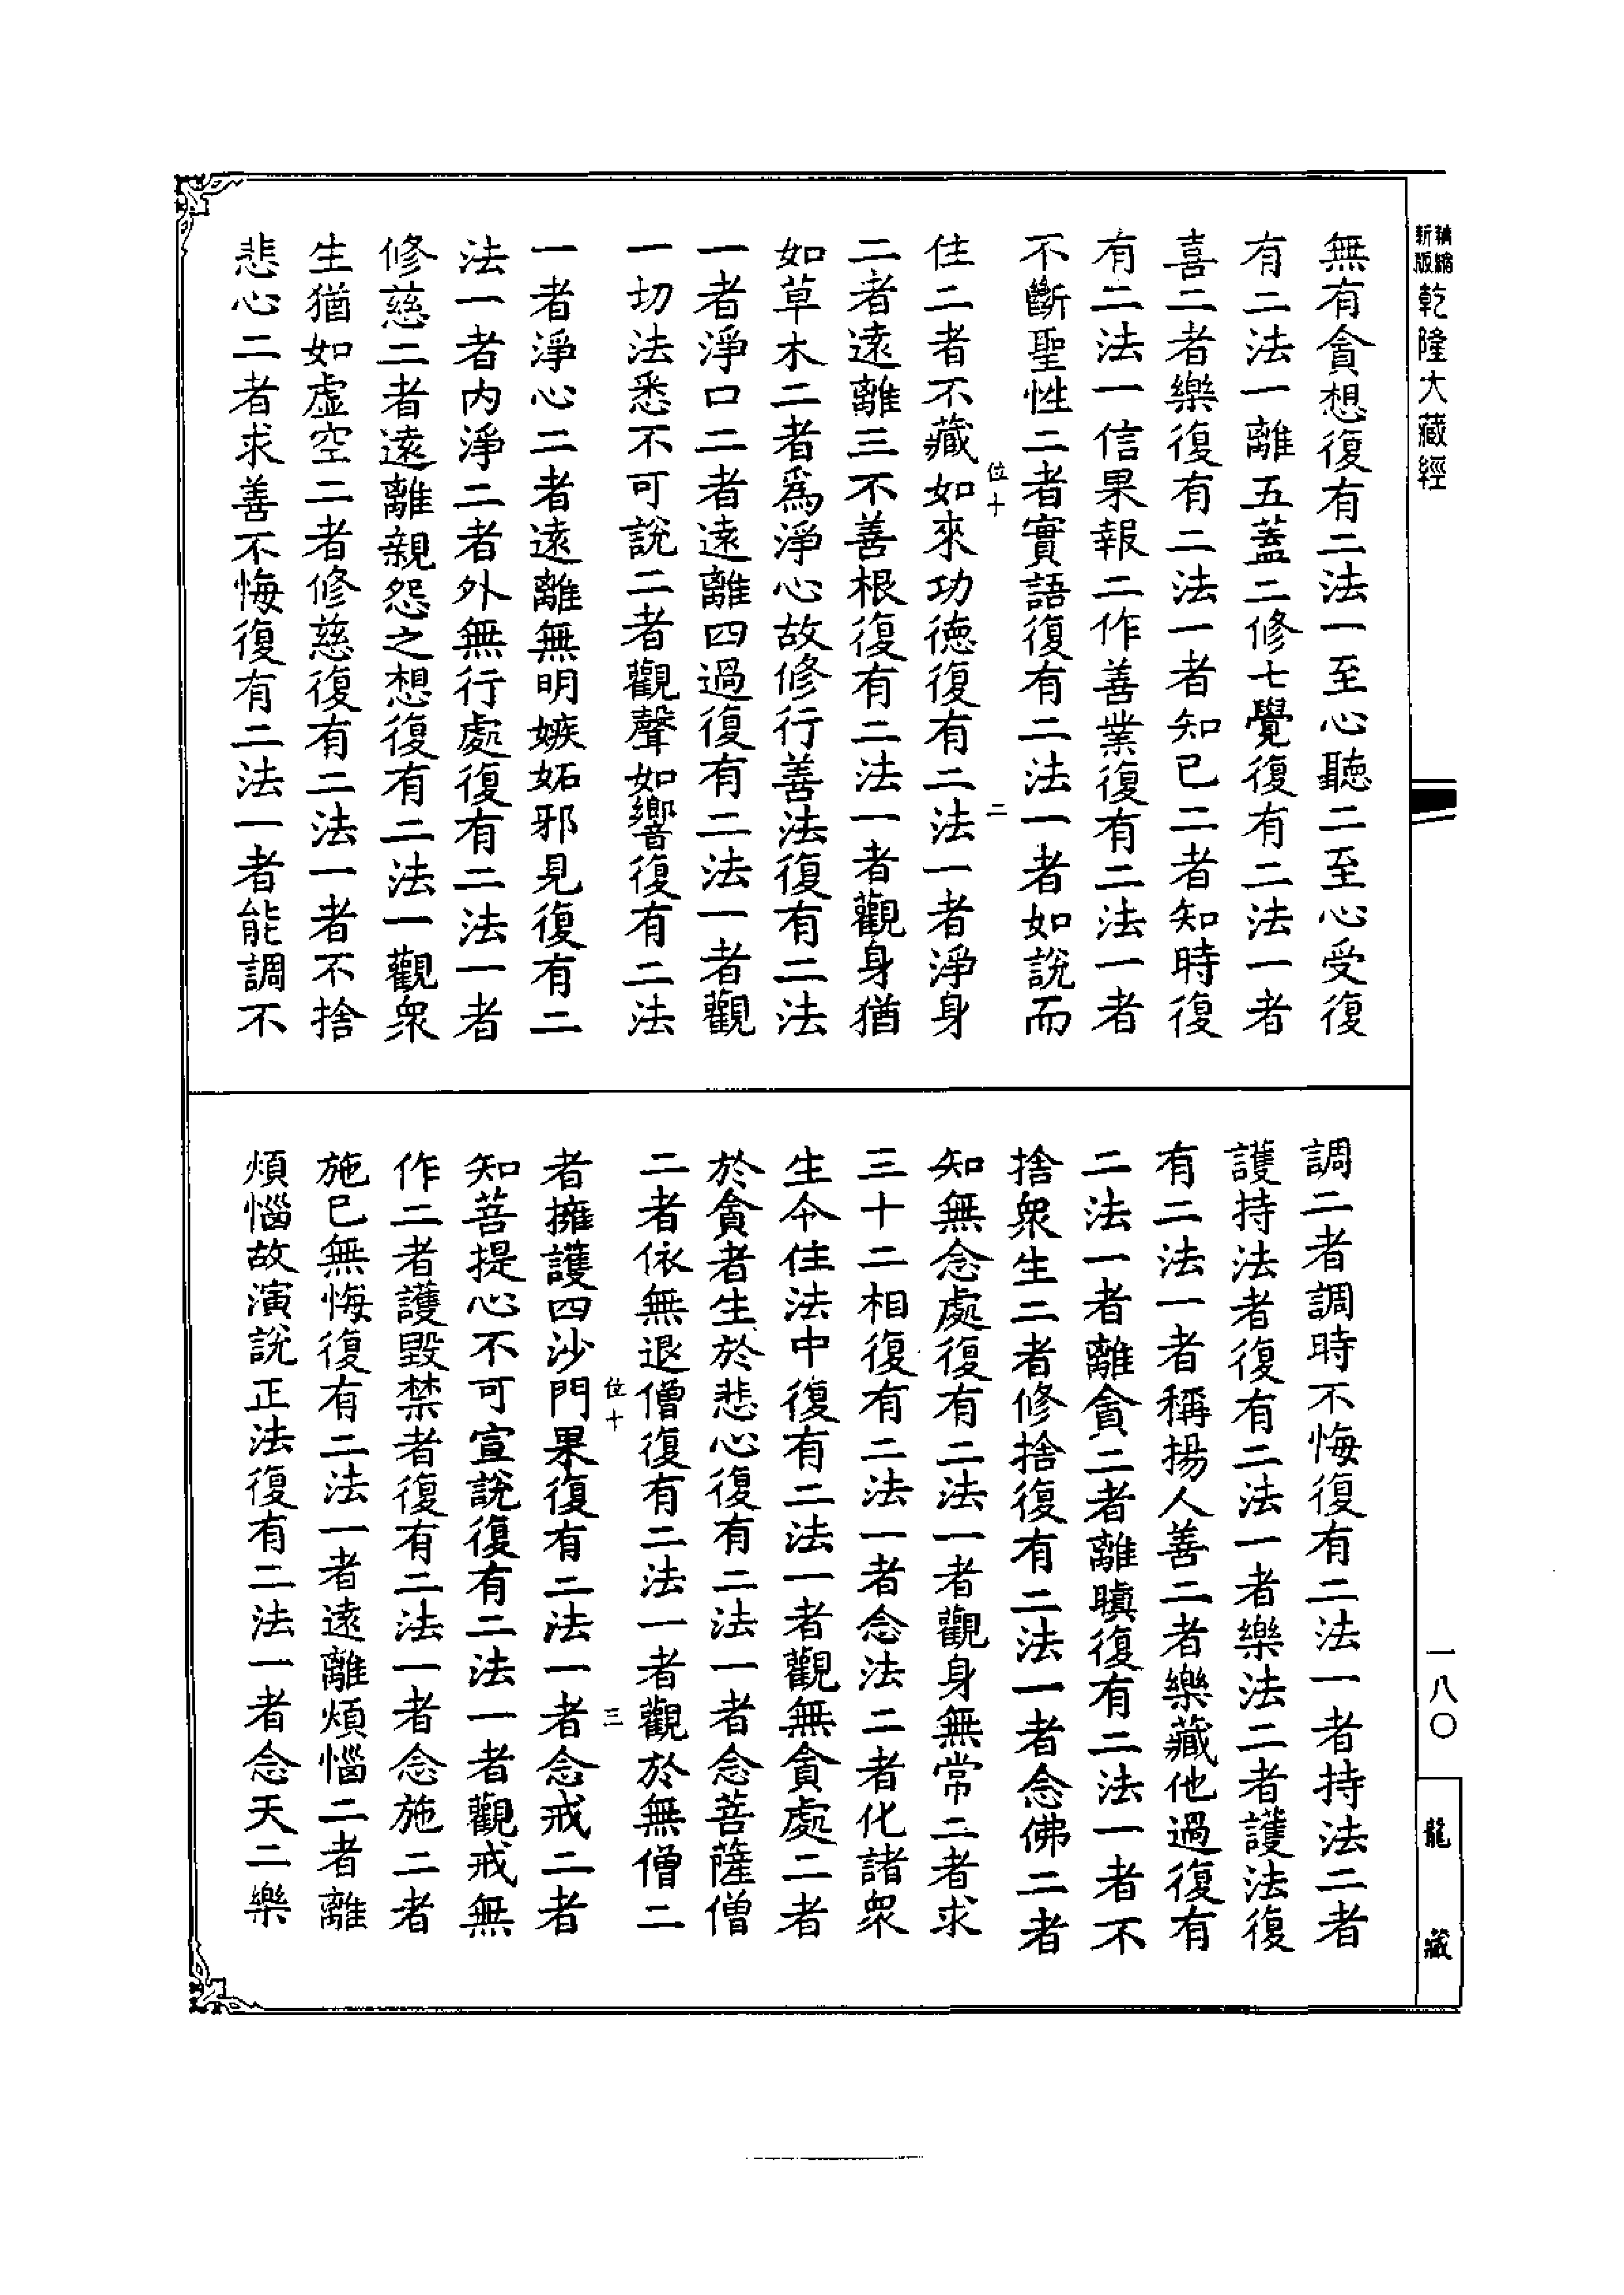 新版精縮乾隆大藏經
無有貪想復有二法一至心聽二至心受復
有二法一離五蓋二修七覺復有二法一者
喜二者樂復有二法一者知已二者知時復
有二法一信果報二作善業復有二法一者
不斷聖性二者實語復有二法一者如說而
位十 二
住二者不藏如來功德復有二法一者淨身
二者遠離三不善根復有二法一者觀身猶
如草木二者爲淨心故修行善法復有二法
一者淨口二者遠離四過復有二法一者觀
一切法悉不可說二者觀聲如響復有二法
一者淨心二者遠離無明嫉妬邪見復有二
法一者内淨二者外無行處復有二法一者
修慈二者遠離親怨之想復有二法一觀衆
生猶如虛空二者修慈復有二法一者不捨
悲心二者求善不悔復有二法一者能調不
調二者調時不悔復有二法一者持法二者
護持法者復有二法一者樂法二者護法復
有二法一者稱揚人善二者樂藏他過復有
二法一者離貪二者離瞋復有二法一者不
捨衆生二者修捨復有二法一者念佛二者
知無念處復有二法一者觀身無常二者求
三十二相復有二法一者念法二者化諸衆
生令住法中復有二法一者觀無貪處二者
於貪者生於悲心復有二法一者念菩薩僧
二者依無退僧復有二法一者觀於無僧二
位十 三
者擁護四沙門果復有二法一者念戒二者
知菩提心不可宣說復有二法一者觀戒無
作二者護毀禁者復有二法一者念施二者
施已無悔復有二法一者遠離煩惱二者離
煩惱故演說正法復有二法一者念天二樂
一八〇
龍藏